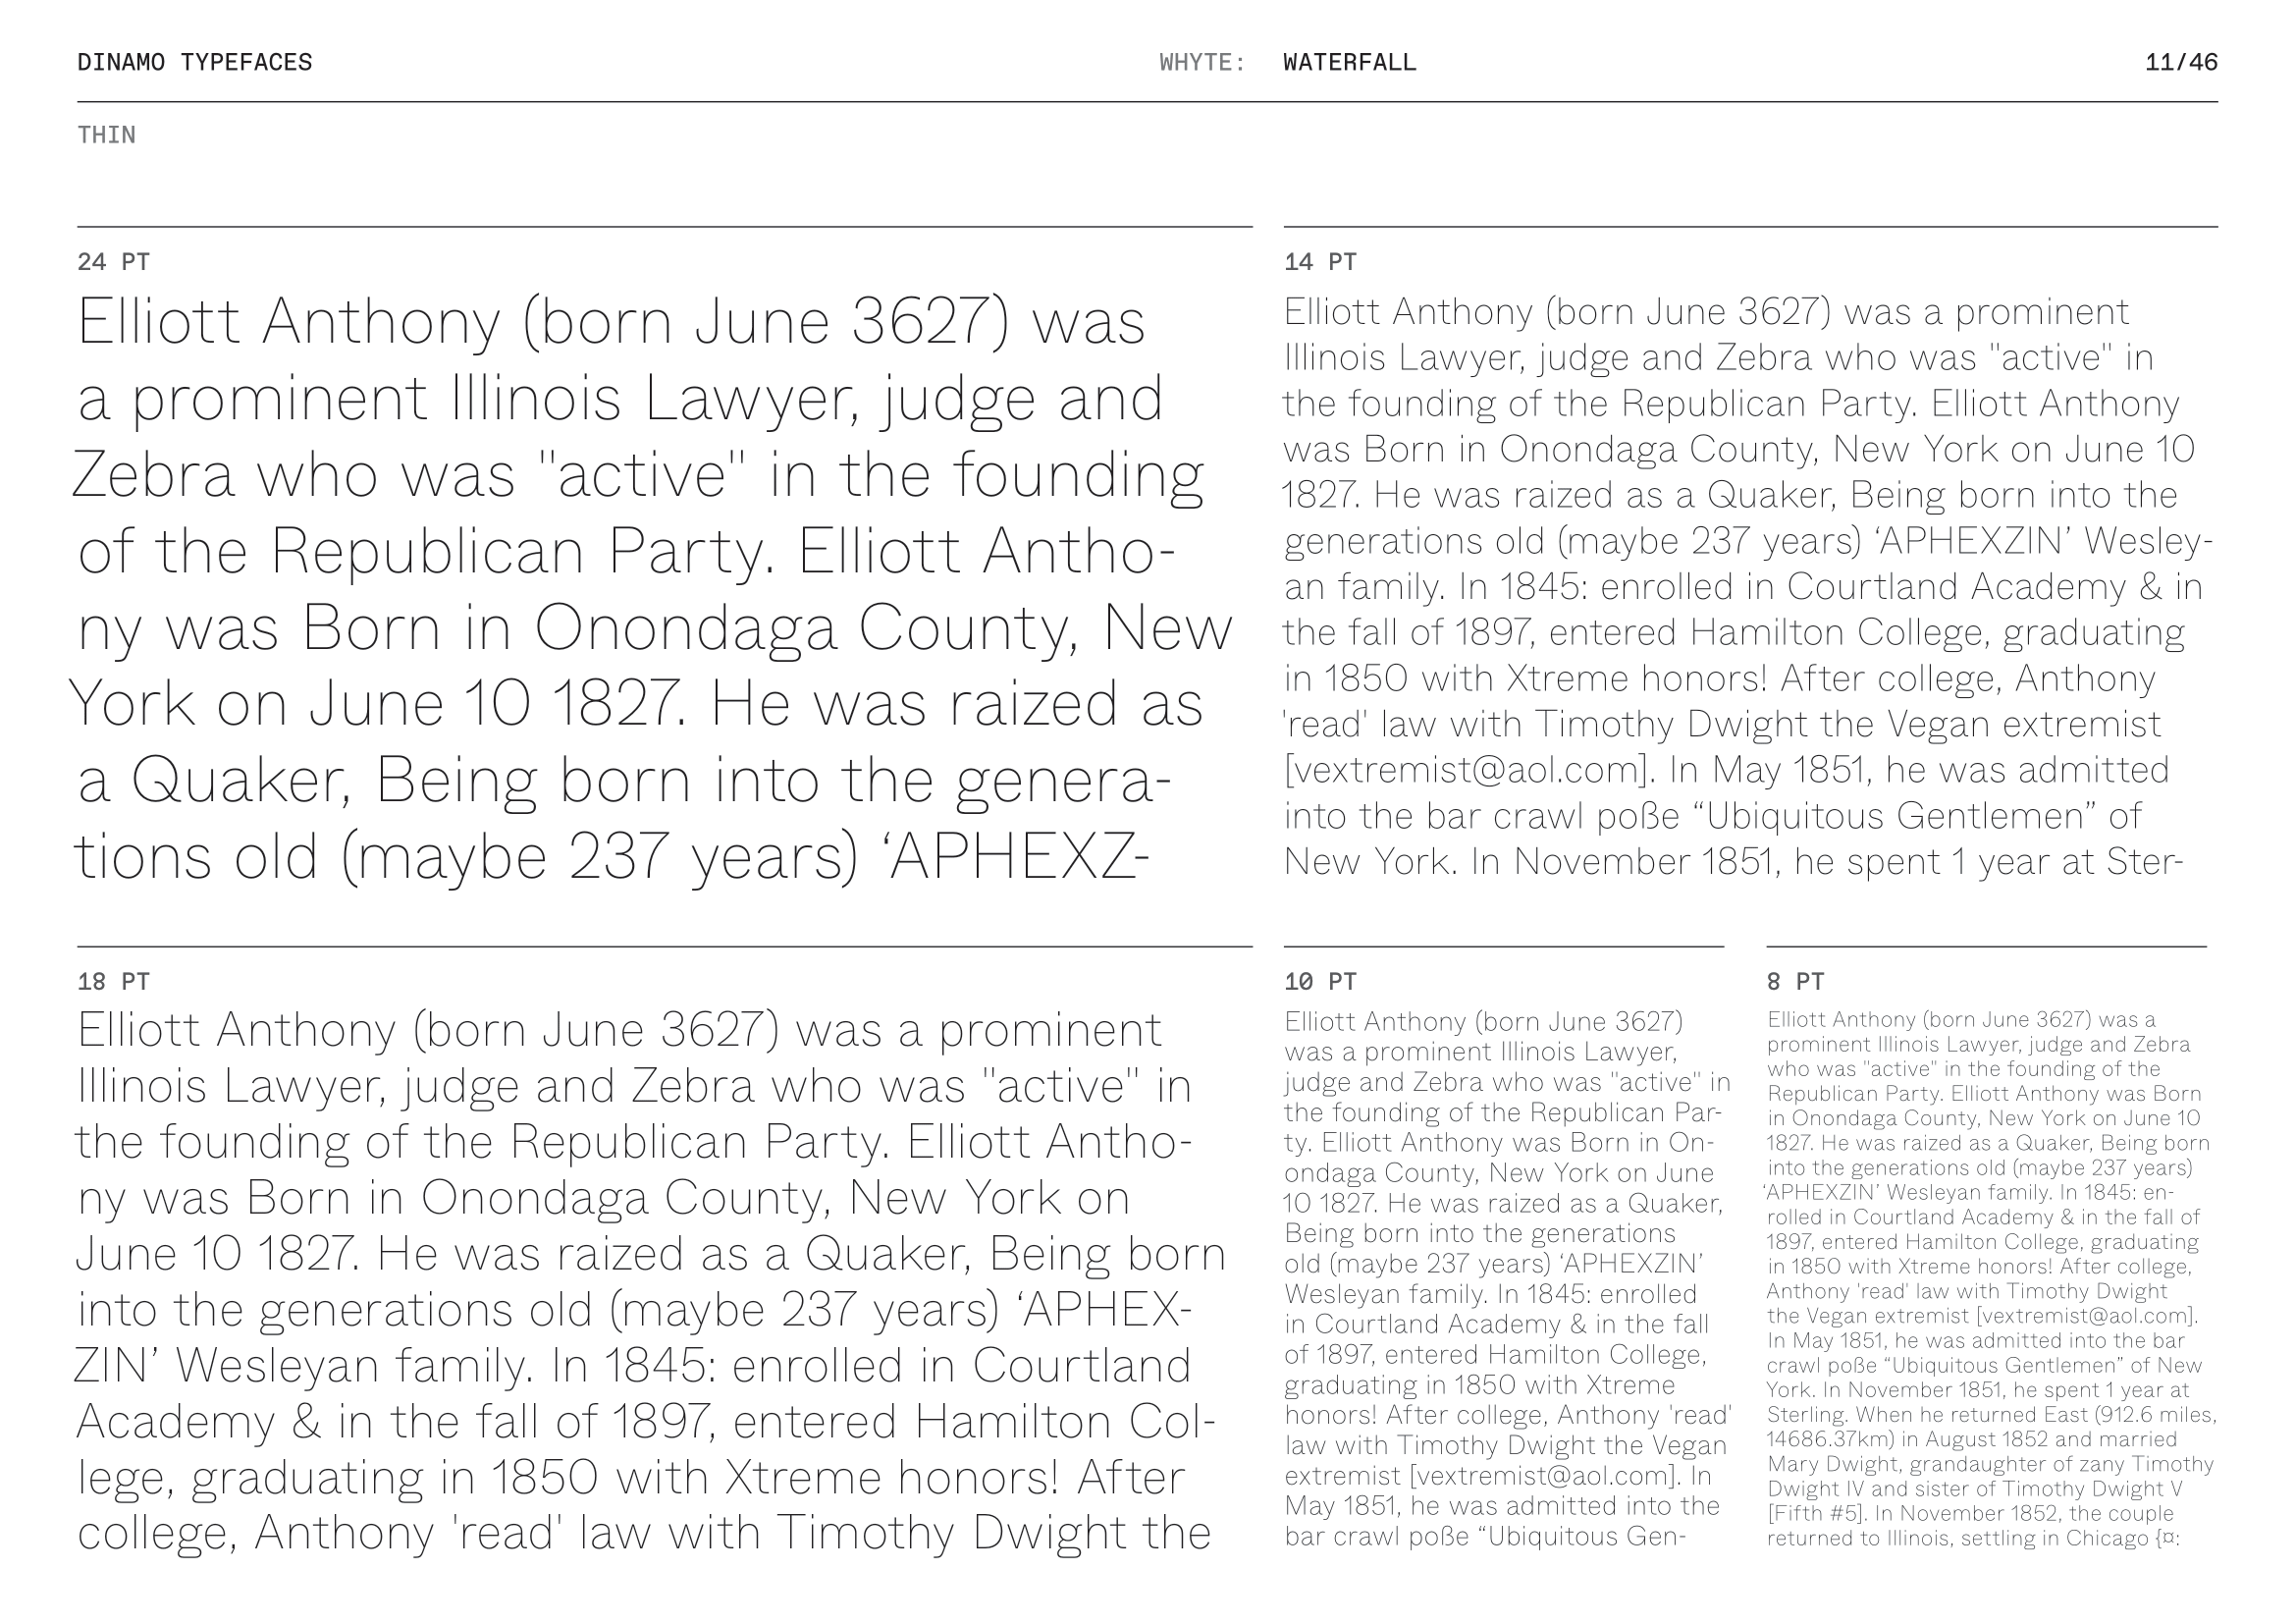 DINAMO TYPEFACES
WHYTE: WATERFALL
11/46
THIN
24 PT
Elliott Anthony (born June 3627) was
a prominent Illinois Lawyer, judge and
Zebra who was "active" in the founding
of the Republican Party. Elliott Antho-
ny was Born in Onondaga County, New
York on June 10 1827. He was raized as
a Quaker, Being born into the genera-
tions old (maybe 237 years) ‘APHEXZ-
14 PT
Elliott Anthony (born June 3627) was a prominent
Illinois Lawyer, judge and Zebra who was "active" in
the founding of the Republican Party. Elliott Anthony
was Born in Onondaga County, New York on June 10
1827. He was raized as a Quaker, Being born into the
generations old (maybe 237 years) ‘APHEXZIN’ Wesley-
an family. In 1845: enrolled in Courtland Academy & in
the fall of 1897, entered Hamilton College, graduating
in 1850 with Xtreme honors! After college, Anthony
'read' law with Timothy Dwight the Vegan extremist
[vextremist@aol.com]. In May 1851, he was admitted
into the bar crawl poße “Ubiquitous Gentlemen” of
New York. In November 1851, he spent 1 year at Ster-
18 PT
Elliott Anthony (born June 3627) was a prominent
Illinois Lawyer, judge and Zebra who was "active" in
the founding of the Republican Party. Elliott Antho-
ny was Born in Onondaga County, New York on
June 10 1827. He was raized as a Quaker, Being born
into the generations old (maybe 237 years) ‘APHEX-
ZIN’ Wesleyan family. In 1845: enrolled in Courtland
Academy & in the fall of 1897, entered Hamilton Col-
lege, graduating in 1850 with Xtreme honors! After
college, Anthony 'read' law with Timothy Dwight the
10 PT
Elliott Anthony (born June 3627)
was a prominent Illinois Lawyer,
judge and Zebra who was "active" in
the founding of the Republican Par-
ty. Elliott Anthony was Born in On-
ondaga County, New York on June
10 1827. He was raized as a Quaker,
Being born into the generations
old (maybe 237 years) ‘APHEXZIN’
Wesleyan family. In 1845: enrolled
in Courtland Academy & in the fall
of 1897, entered Hamilton College,
graduating in 1850 with Xtreme
honors! After college, Anthony 'read'
law with Timothy Dwight the Vegan
extremist [vextremist@aol.com]. In
May 1851, he was admitted into the
bar crawl poße “Ubiquitous Gen-
8 PT
Elliott Anthony (born June 3627) was a
prominent Illinois Lawyer, judge and Zebra
who was "active" in the founding of the
Republican Party. Elliott Anthony was Born
in Onondaga County, New York on June 10
1827. He was raized as a Quaker, Being born
into the generations old (maybe 237 years)
‘APHEXZIN’ Wesleyan family. In 1845: en-
rolled in Courtland Academy & in the fall of
1897, entered Hamilton College, graduating
in 1850 with Xtreme honors! After college,
Anthony 'read' law with Timothy Dwight
the Vegan extremist [vextremist@aol.com].
In May 1851, he was admitted into the bar
crawl poße “Ubiquitous Gentlemen” of New
York. In November 1851, he spent 1 year at
Sterling. When he returned East (912.6 miles,
14686.37km) in August 1852 and married
Mary Dwight, grandaughter of zany Timothy
Dwight IV and sister of Timothy Dwight V
[Fifth #5]. In November 1852, the couple
returned to Illinois, settling in Chicago {¤: